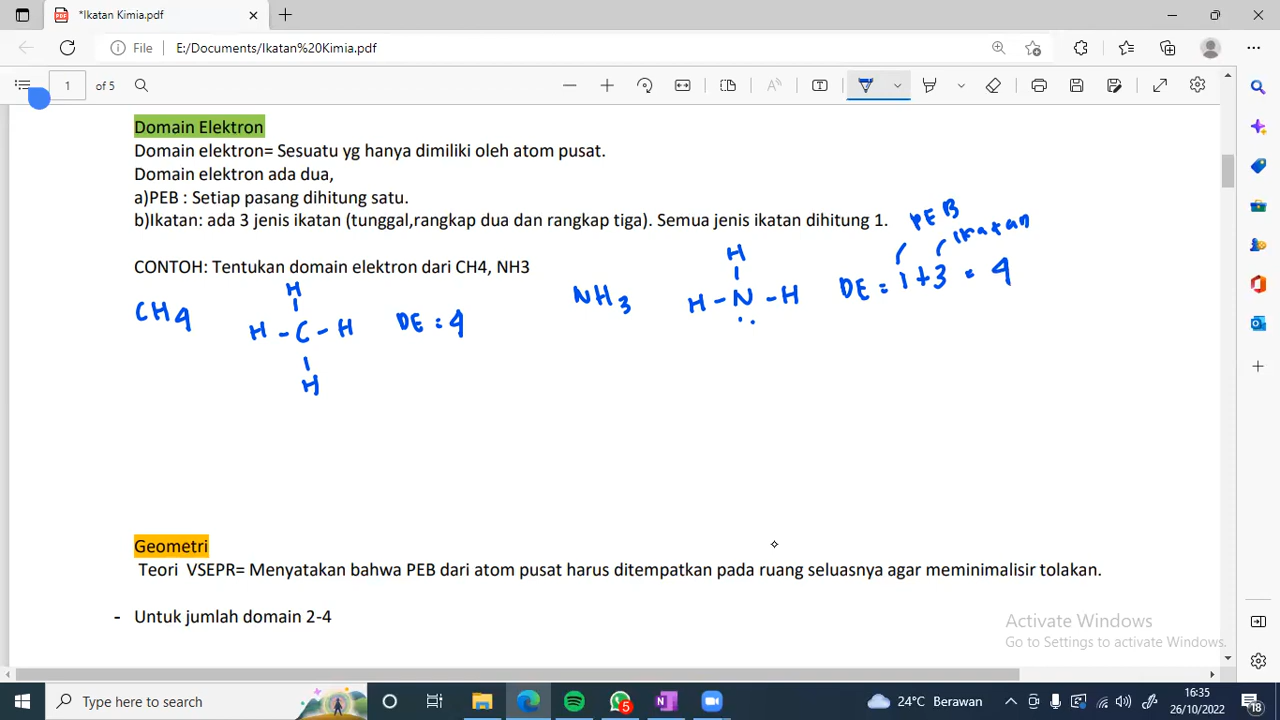 *Ikatan Kimia.pdf
File E:/Documents/Ikatan%20Kimia.pdf
1 of 5
Domain Elektron
Domain elektron= Sesuatu yg hanya dimiliki oleh atom pusat.
Domain elektron ada dua,
a)PEB : Setiap pasang dihitung satu.
b)Ikatan: ada 3 jenis ikatan (tunggal,rangkap dua dan rangkap tiga). Semua jenis ikatan dihitung 1.
PEB
Ikatan
CONTOH: Tentukan domain elektron dari CH4, NH3
H
H
CH4 H - C - H DE = 4 NH3 H - N - H DE = 1 + 3 = 4
H
Geometri
Teori VSEPR= Menyatakan bahwa PEB dari atom pusat harus ditempatkan pada ruang seluasnya agar meminimalisir tolakan.
- Untuk jumlah domain 2-4
Activate Windows
Go to Settings to activate Windows.
Type here to search
5
24°C Berawan
16:35
26/10/2022
18